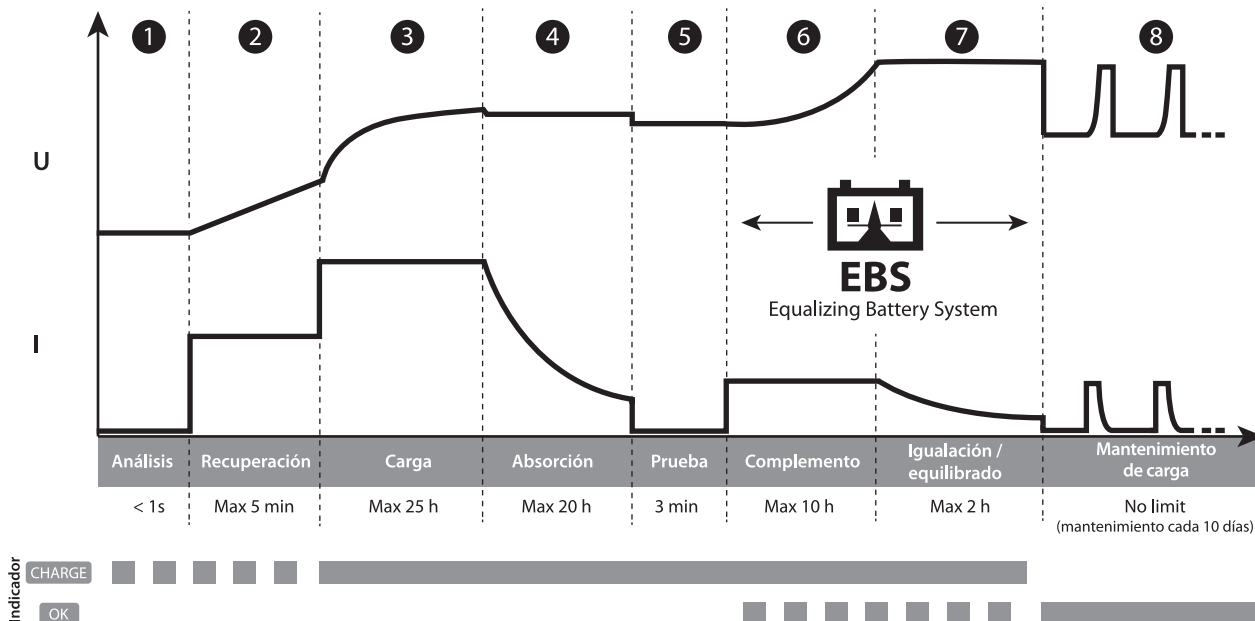 1 2 3 4 5 6 7 8
U
EBS
Equalizing Battery System
I
Análisis Recuperación Carga Absorción Prueba Complemento Igualación / equilibrado Mantenimiento de carga
< 1s Max 5 min Max 25 h Max 20 h 3 min Max 10 h Max 2 h No limit
(mantenimiento cada 10 días)
Indicador
CHARGE
OK